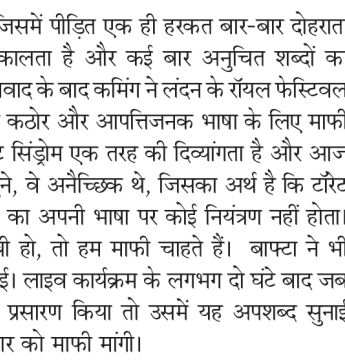 जिसमें पीड़ित एक ही हरकत बार-बार दोहराता
कालता है और कई बार अनुचित शब्दों क
वाद के बाद कमिंग ने लंदन के रॉयल फेस्टिवल
कठोर और आपत्तिजनक भाषा के लिए माफी
सिंड्रोम एक तरह की दिव्यांगता है और आज
ने, वे अनैच्छिक थे, जिसका अर्थ है कि टॉरेट
का अपनी भाषा पर कोई नियंत्रण नहीं होता।
ी हो, तो हम माफी चाहते हैं। बाफ्टा ने भी
ई। लाइव कार्यक्रम के लगभग दो घंटे बाद जब
प्रसारण किया तो उसमें यह अपशब्द सुनाई
ार को माफी मांगी।